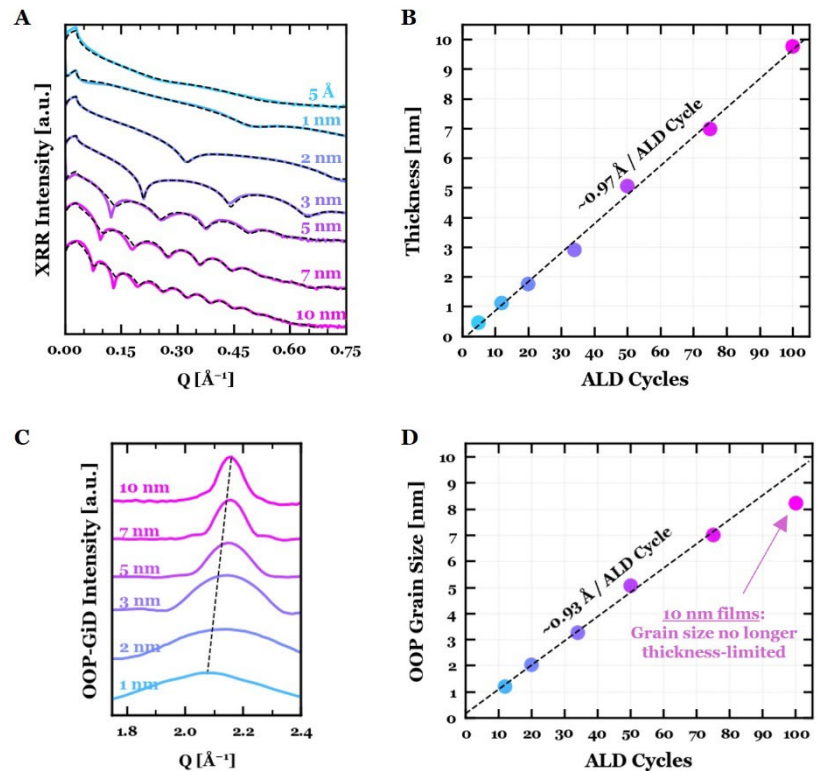 A
XRR Intensity [a.u.]
5 Å
1 nm
2 nm
3 nm
5 nm
7 nm
10 nm
0.00 0.15 0.30 0.45 0.60 0.75
Q [Å⁻¹]
B
Thickness [nm]
10
9
8
7
6
5
4
3
2
1
0
~0.97 Å / ALD Cycle
0 10 20 30 40 50 60 70 80 90 100
ALD Cycles
C
OOP-GiD Intensity [a.u.]
10 nm
7 nm
5 nm
3 nm
2 nm
1 nm
1.8 2.0 2.2 2.4
Q [Å⁻¹]
D
OOP Grain Size [nm]
10
9
8
7
6
5
4
3
2
1
0
~0.93 Å / ALD Cycle
10 nm films:
Grain size no longer
thickness-limited
0 10 20 30 40 50 60 70 80 90 100
ALD Cycles